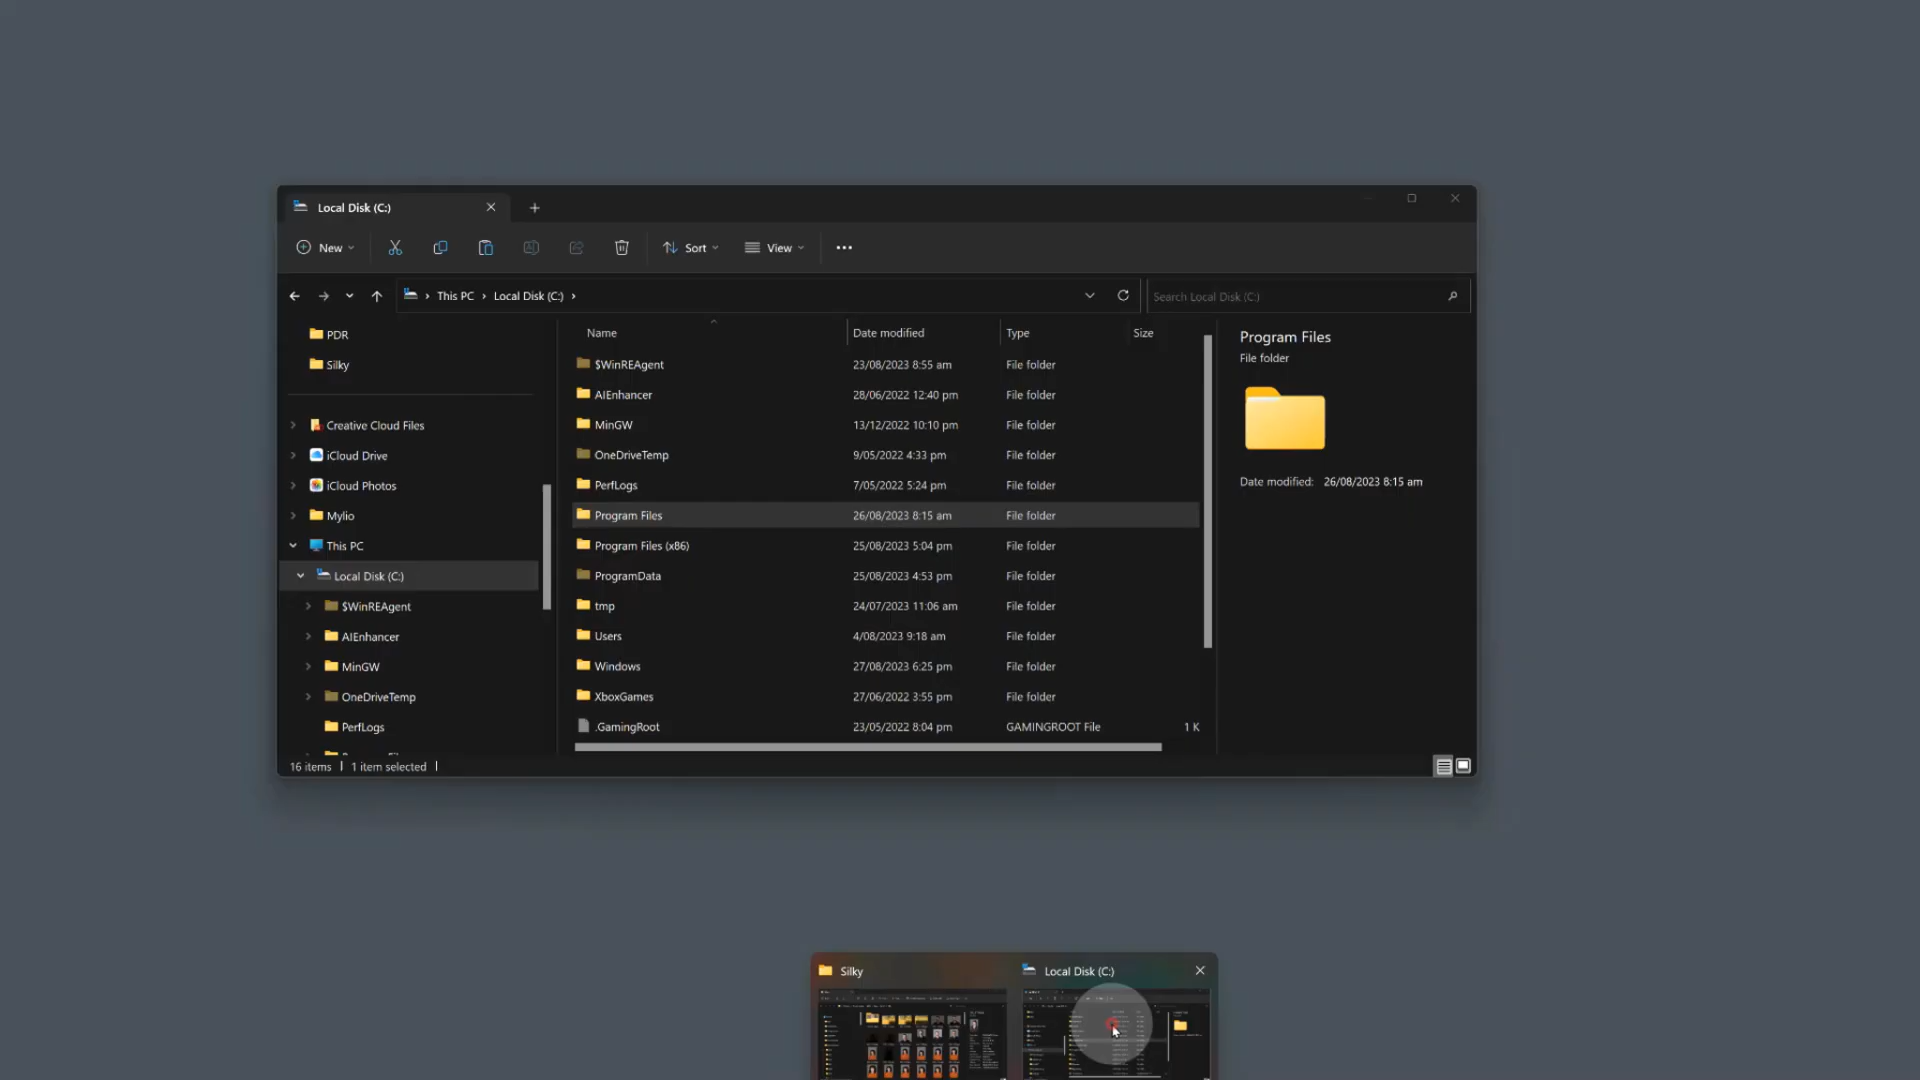 Local Disk (C:)
New
Sort
View
This PC
Local Disk (C:)
Search Local Disk (C:)
PDR
Silky
Creative Cloud Files
iCloud Drive
iCloud Photos
Mylio
This PC
Local Disk (C:)
$WinREAgent
AIEnhancer
MinGW
OneDriveTemp
PerfLogs
Name Date modified Type Size
$WinREAgent 23/08/2023 8:55 am File folder
AIEnhancer 28/06/2022 12:40 pm File folder
MinGW 13/12/2022 10:10 pm File folder
OneDriveTemp 9/05/2022 4:33 pm File folder
PerfLogs 7/05/2022 5:24 pm File folder
Program Files 26/08/2023 8:15 am File folder
Program Files (x86) 25/08/2023 5:04 pm File folder
ProgramData 25/08/2023 4:53 pm File folder
tmp 24/07/2023 11:06 am File folder
Users 4/08/2023 9:18 am File folder
Windows 27/08/2023 6:25 pm File folder
XboxGames 27/06/2022 3:55 pm File folder
.GamingRoot 23/05/2022 8:04 pm GAMINGROOT File 1 K
Program Files
File folder
Date modified: 26/08/2023 8:15 am
16 items 1 item selected
Silky
Local Disk (C:)